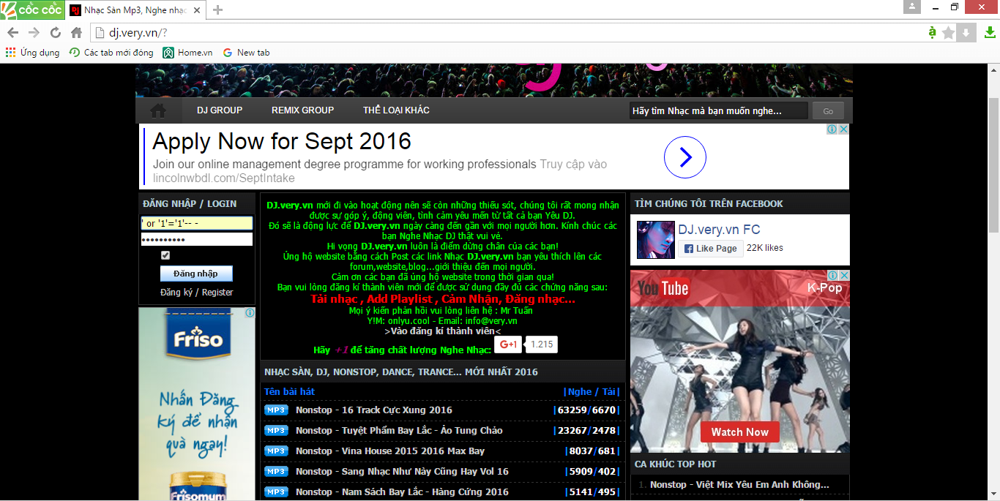 cốc cốc
Nhạc Sàn Mp3, Nghe nhạc
dj.very.vn/?
Ứng dụng
Các tab mới đóng
Home.vn
New tab
DJ GROUP
REMIX GROUP
THỂ LOẠI KHÁC
Hãy tìm Nhạc mà bạn muốn nghe...
Go
Apply Now for Sept 2016
Join our online management degree programme for working professionals Truy cập vào
lincolnwbdl.com/SeptIntake
ĐĂNG NHẬP / LOGIN
' or '1'='1'-- -
••••••••••
Đăng nhập
Đăng ký / Register
Friso
Nhấn Đăng
ký để nhận
quà ngay!
Frisomum
DJ.very.vn mới đi vào hoạt động nên sẽ còn những thiếu sót, chúng tôi rất mong nhận
được sự góp ý, động viên, tình cảm yêu mến từ tất cả bạn Yêu DJ.
Đó sẽ là động lực để DJ.very.vn ngày càng đến gần với mọi người hơn. Kính chúc các
bạn Nghe Nhạc DJ thật vui vẻ.
Hi vọng DJ.very.vn luôn là điểm dừng chân của các bạn!
Ủng hộ website bằng cách Post các link Nhạc DJ.very.vn bạn yêu thích lên các
forum,website,blog...giới thiệu đến mọi người.
Cảm ơn các bạn đã ủng hộ website trong thời gian qua!
Bạn vui lòng đăng kí thành viên mới để được sử dụng đầy đủ các chứng năng sau:
Tải nhạc , Add Playlist , Cảm Nhận, Đăng nhạc...
Mọi ý kiến phản hồi vui lòng liên hệ : Mr Tuấn
Y!M: onlyu.cool - Email: info@very.vn
>Vào đăng kí thành viên<
Hãy +1 để tăng chất lượng Nghe Nhạc: G+1 1.215
NHẠC SÀN, DJ, NONSTOP, DANCE, TRANCE... MỚI NHẤT 2016
Tên bài hát |Nghe / Tải|
MP3 Nonstop - 16 Track Cực Xung 2016 |63259/6670|
MP3 Nonstop - Tuyệt Phẩm Bay Lắc - Ảo Tung Chảo |23267/2478|
MP3 Nonstop - Vina House 2015 2016 Max Bay |8037/681|
MP3 Nonstop - Sang Nhạc Như Này Cũng Hay Vol 16 |5909/402|
MP3 Nonstop - Nam Sách Bay Lắc - Hàng Cứng 2016 |5141/495|
TÌM CHÚNG TÔI TRÊN FACEBOOK
DJ.very.vn FC
Like Page 22K likes
YouTube
K-Pop
Watch Now
CA KHÚC TOP HOT
1. Nonstop - Việt Mix Yêu Em Anh Không...